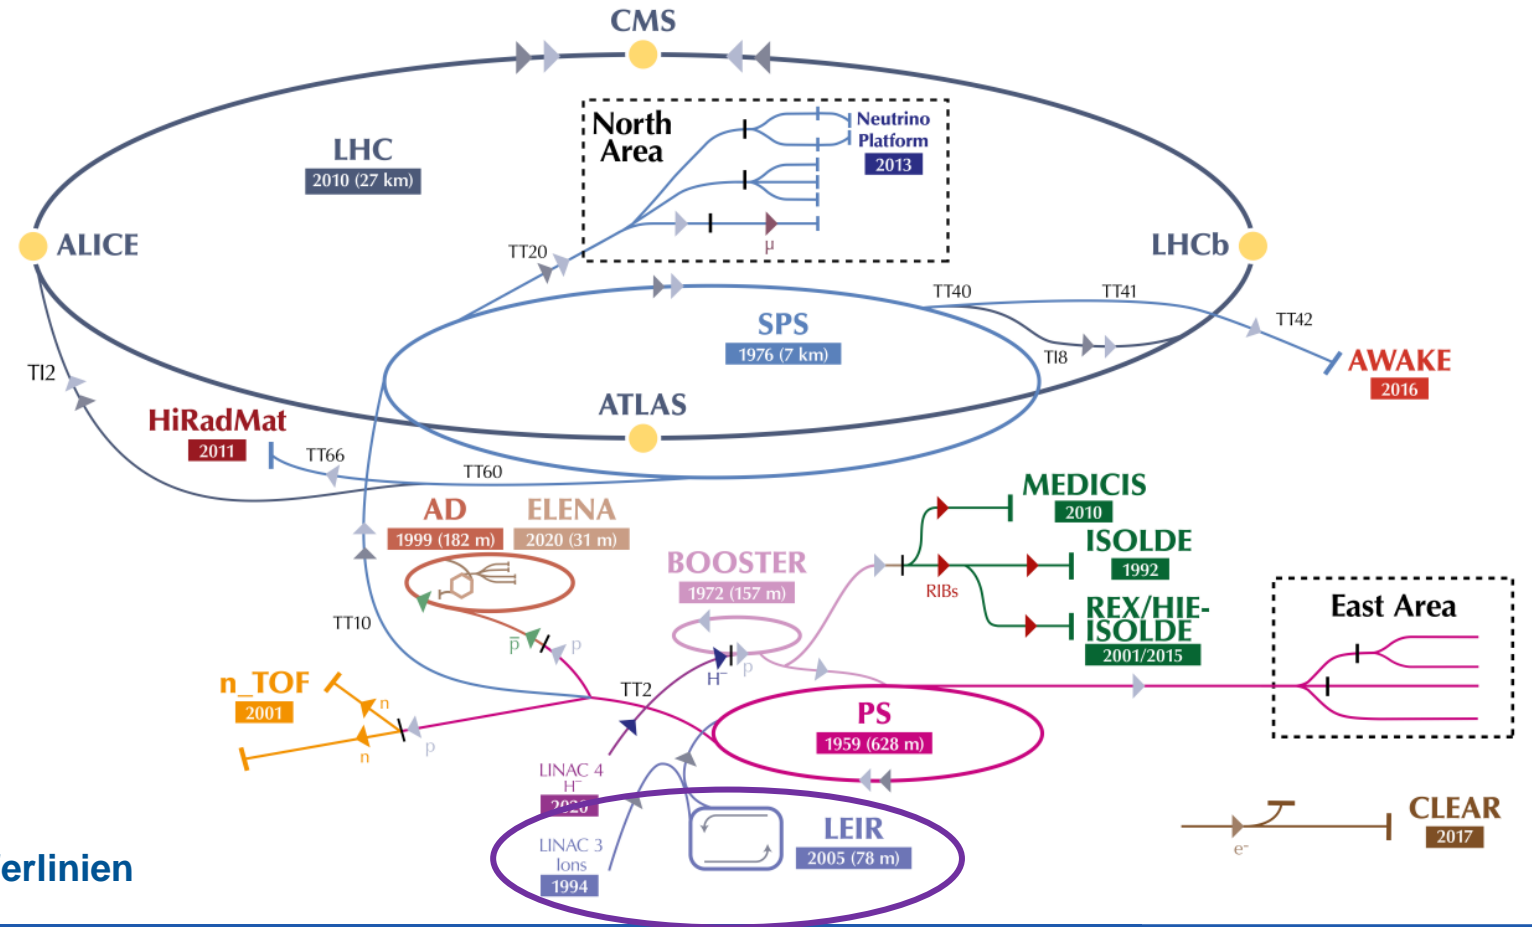 CMS
North
Area
Neutrino
Platform
2013
LHC
2010 (27 km)
μ
ALICE
LHCb
TT20
TT40
TT41
TT42
SPS
1976 (7 km)
TI8
AWAKE
2016
TI2
ATLAS
HiRadMat
2011
TT66
TT60
AD
1999 (182 m)
ELENA
2020 (31 m)
MEDICIS
2010
ISOLDE
1992
BOOSTER
1972 (157 m)
RIBs
REX/HIE-
ISOLDE
2001/2015
East Area
TT10
p̅
p
H⁻
p
TT2
n_TOF
2001
n
n
p
PS
1959 (628 m)
LINAC 4
H⁻
2020
LINAC 3
Ions
1994
LEIR
2005 (78 m)
e⁻
CLEAR
2017
erlinien